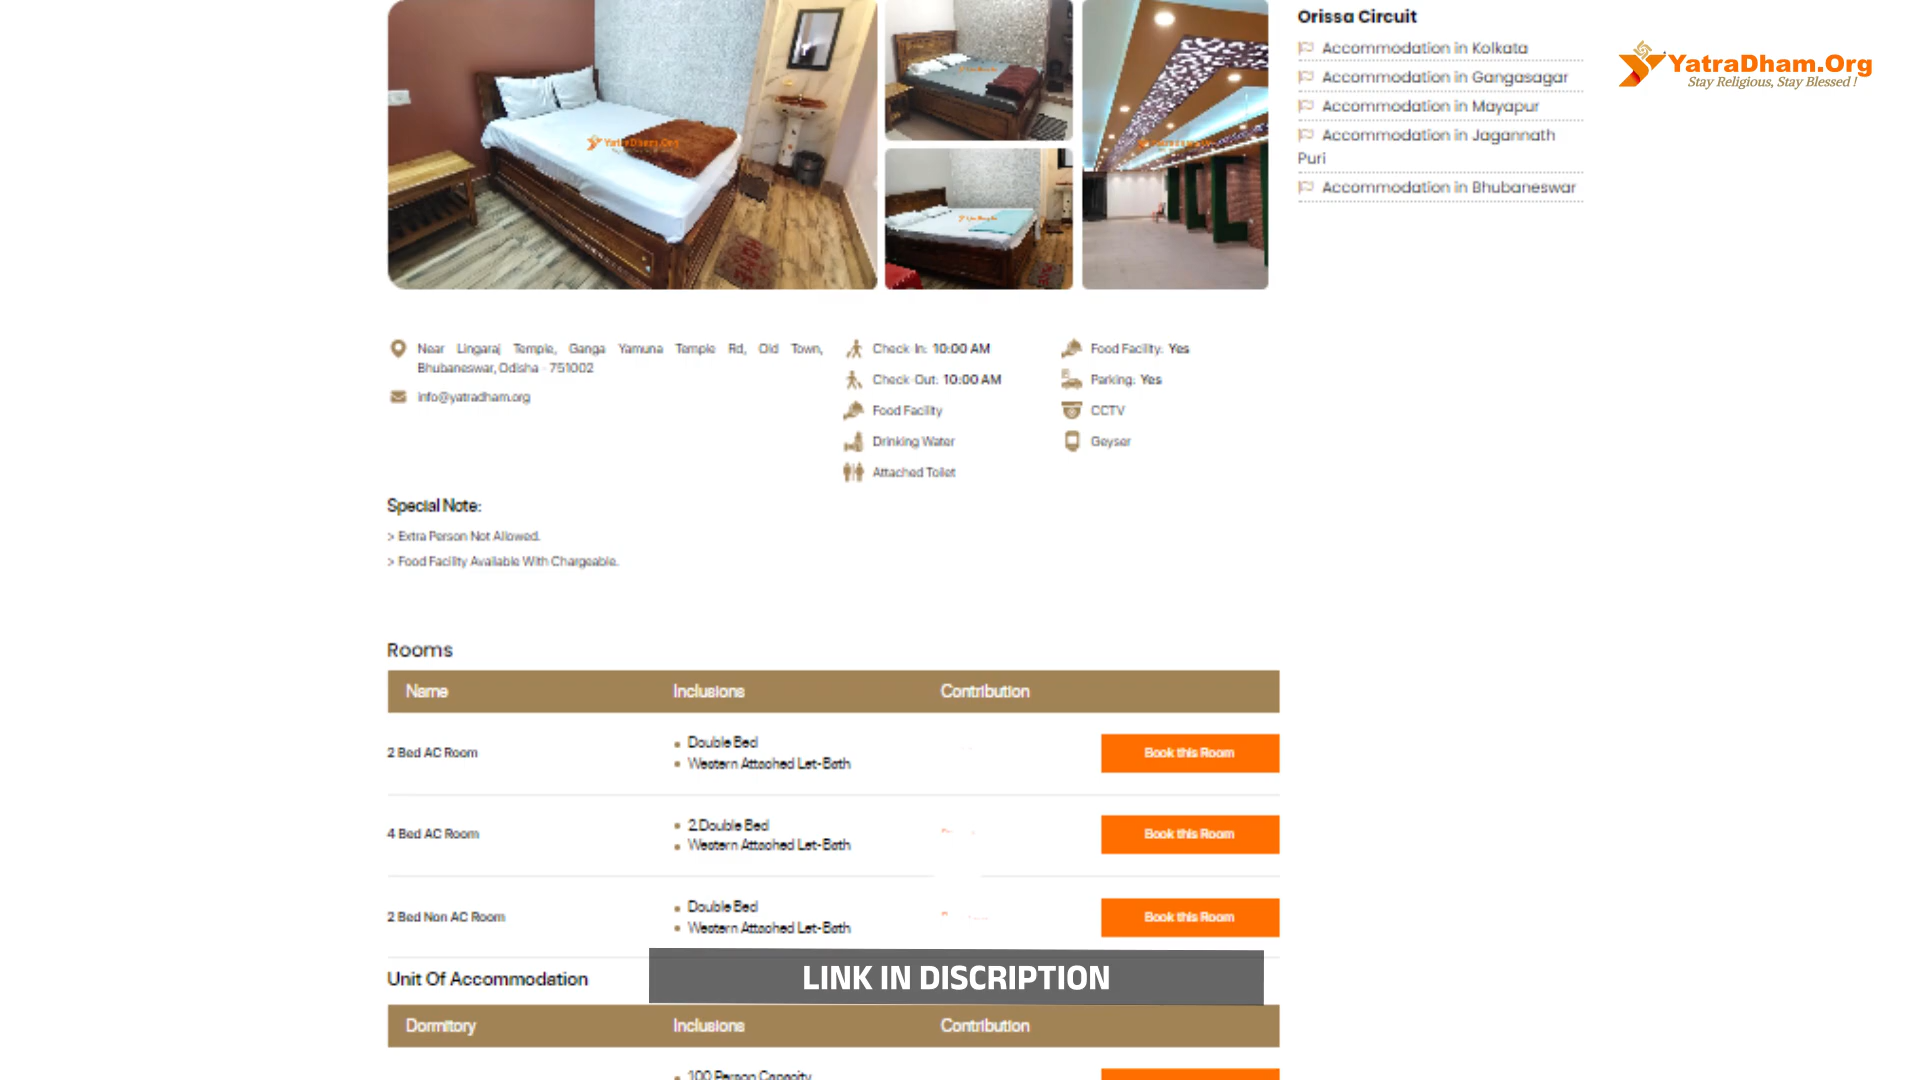 Orissa Circuit
Accommodation in Kolkata
Accommodation in Gangasagar
Accommodation in Mayapur
Accommodation in Jagannath
Puri
Accommodation in Bhubaneswar
YatraDham.Org
Stay Religious, Stay Blessed !
YatraDham.Org
Near Lingaraj Temple, Ganga Yamuna Temple Rd, Old Town,
Bhubaneswar, Odisha - 751002
info@yatradham.org
Check In: 10:00 AM
Check-Out: 10:00 AM
Food Facility
Drinking Water
Attached Toilet
Food Facility: Yes
Parking: Yes
CCTV
Geyser
Special Note:
> Extra Person Not Allowed.
> Food Facility Available With Chargeable.
Rooms
Name Inclusions Contribution
2 Bed AC Room
Double Bed
Western Attached Let-Bath
Book this Room
4 Bed AC Room
2 Double Bed
Western Attached Let-Bath
Book this Room
2 Bed Non AC Room
Double Bed
Western Attached Let-Bath
Book this Room
Unit Of Accommodation
LINK IN DISCRIPTION
Dormitory Inclusions Contribution
100 Person Capacity